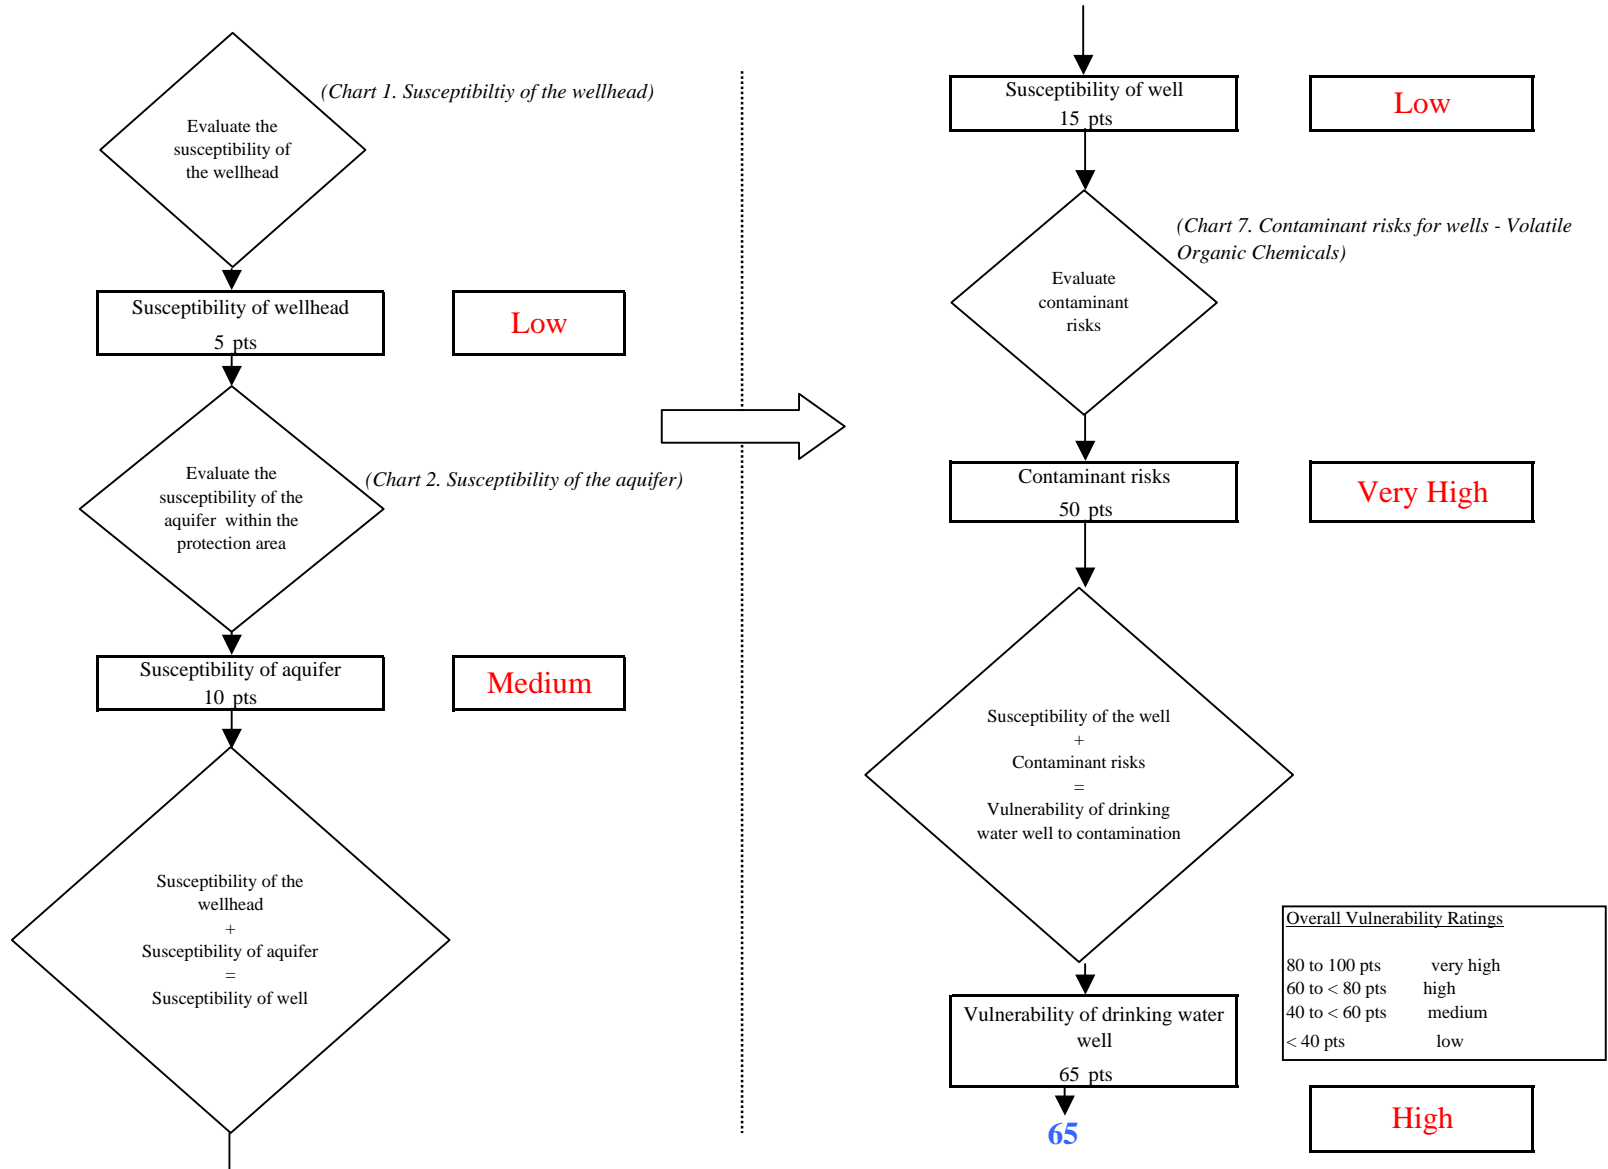 (Chart 1. Susceptibiltiy of the wellhead)
Evaluate the
susceptibility of
the wellhead
Susceptibility of wellhead
5 pts
Low
Evaluate the
susceptibility of the
aquifer within the
protection area
(Chart 2. Susceptibility of the aquifer)
Susceptibility of aquifer
10 pts
Medium
Susceptibility of the
wellhead
+
Susceptibility of aquifer
=
Susceptibility of well
Susceptibility of well
15 pts
Low
(Chart 7. Contaminant risks for wells - Volatile
Organic Chemicals)
Evaluate
contaminant
risks
Contaminant risks
50 pts
Very High
Susceptibility of the well
+
Contaminant risks
=
Vulnerability of drinking
water well to contamination
Overall Vulnerability Ratings
80 to 100 pts very high
60 to < 80 pts high
40 to < 60 pts medium
< 40 pts low
Vulnerability of drinking water
well
65 pts
65
High